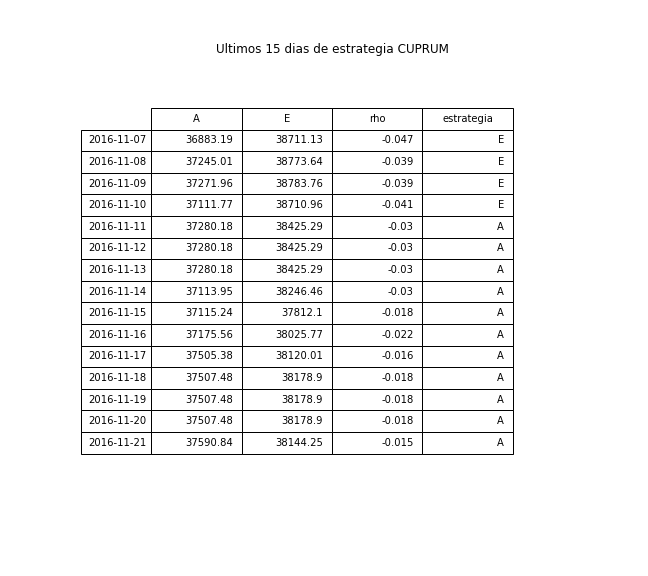 Ultimos 15 dias de estrategia CUPRUM
A E rho estrategia
2016-11-07 36883.19 38711.13 -0.047 E
2016-11-08 37245.01 38773.64 -0.039 E
2016-11-09 37271.96 38783.76 -0.039 E
2016-11-10 37111.77 38710.96 -0.041 E
2016-11-11 37280.18 38425.29 -0.03 A
2016-11-12 37280.18 38425.29 -0.03 A
2016-11-13 37280.18 38425.29 -0.03 A
2016-11-14 37113.95 38246.46 -0.03 A
2016-11-15 37115.24 37812.1 -0.018 A
2016-11-16 37175.56 38025.77 -0.022 A
2016-11-17 37505.38 38120.01 -0.016 A
2016-11-18 37507.48 38178.9 -0.018 A
2016-11-19 37507.48 38178.9 -0.018 A
2016-11-20 37507.48 38178.9 -0.018 A
2016-11-21 37590.84 38144.25 -0.015 A